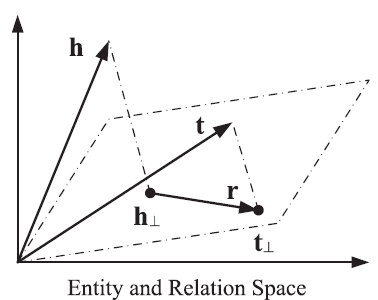 h
t
r
h⊥
t⊥
Entity and Relation Space